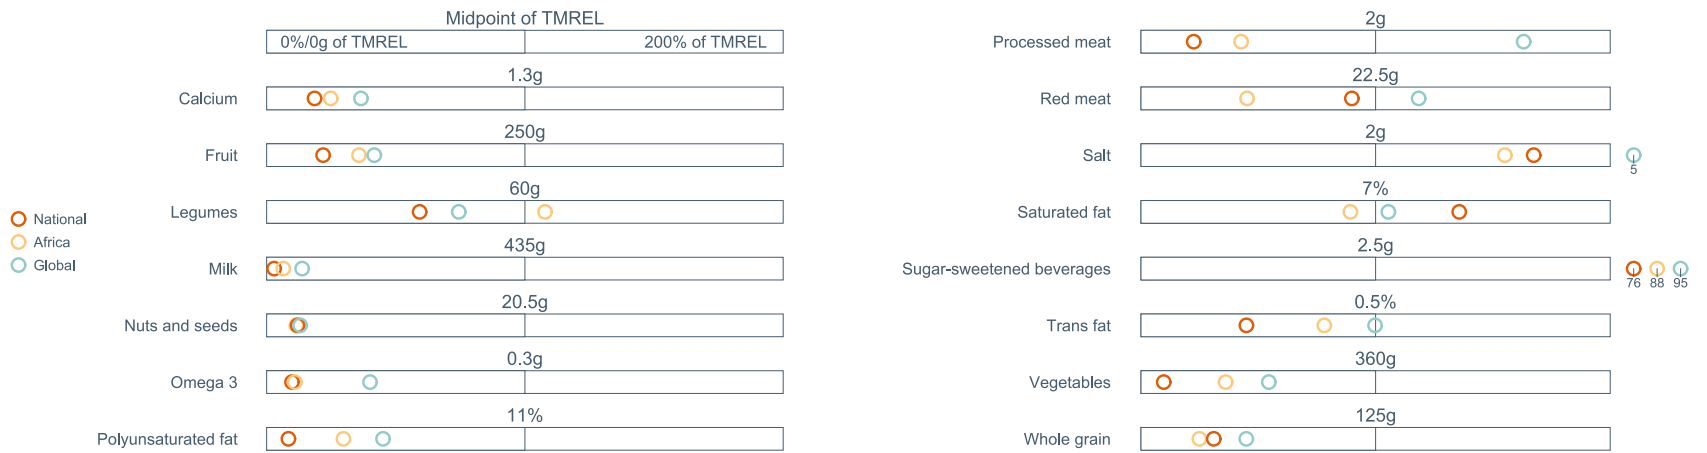 Midpoint of TMREL
0%/0g of TMREL 200% of TMREL
1.3g
Calcium
250g
Fruit
60g
Legumes
435g
Milk
20.5g
Nuts and seeds
0.3g
Omega 3
11%
Polyunsaturated fat
National
Africa
Global
2g
Processed meat
22.5g
Red meat
2g
Salt
5
7%
Saturated fat
2.5g
Sugar-sweetened beverages
76 88 95
0.5%
Trans fat
360g
Vegetables
125g
Whole grain